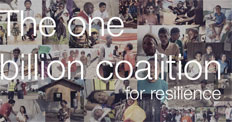 The one
billion coalition
for resilience